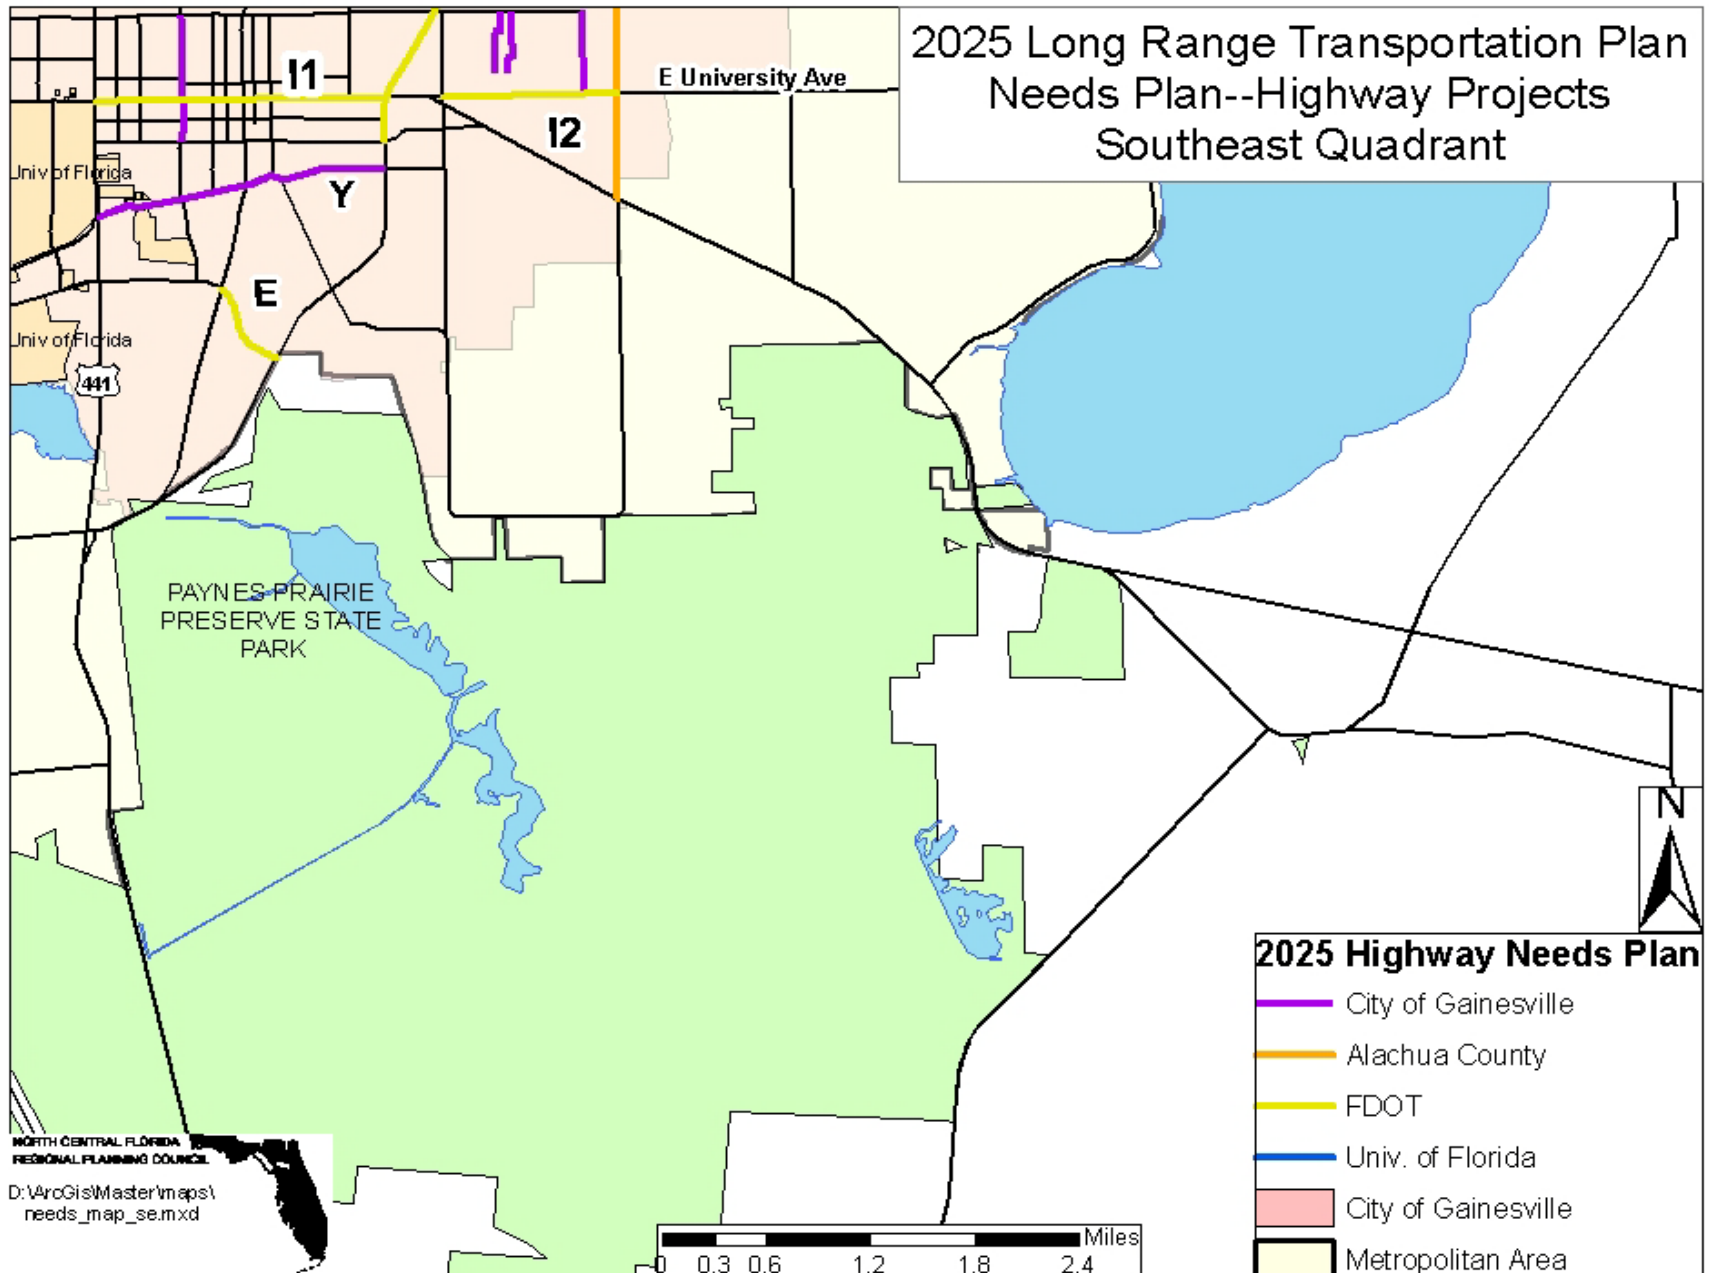 2025 Long Range Transportation Plan
Needs Plan--Highway Projects
Southeast Quadrant
I1
E University Ave
I2
Univ of Florida
Y
E
Univ of Florida
441
PAYNES PRAIRIE
PRESERVE STATE
PARK
N
2025 Highway Needs Plan
City of Gainesville
Alachua County
FDOT
Univ. of Florida
City of Gainesville
Metropolitan Area
NORTH CENTRAL FLORIDA
REGIONAL PLANNING COUNCIL
D:\ArcGis\Master\maps\
needs_map_se.mxd
Miles
0 0.3 0.6 1.2 1.8 2.4